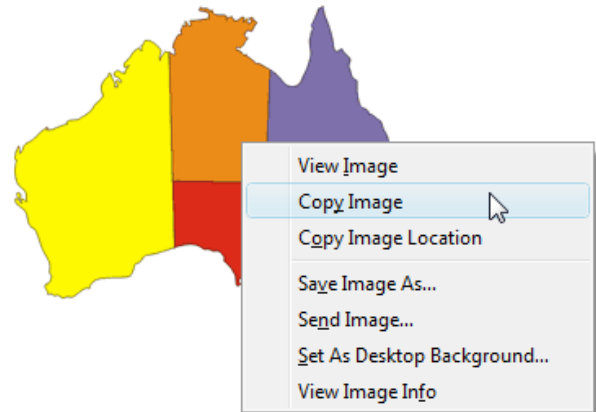 View Image
Copy Image
Copy Image Location
Save Image As...
Send Image...
Set As Desktop Background...
View Image Info